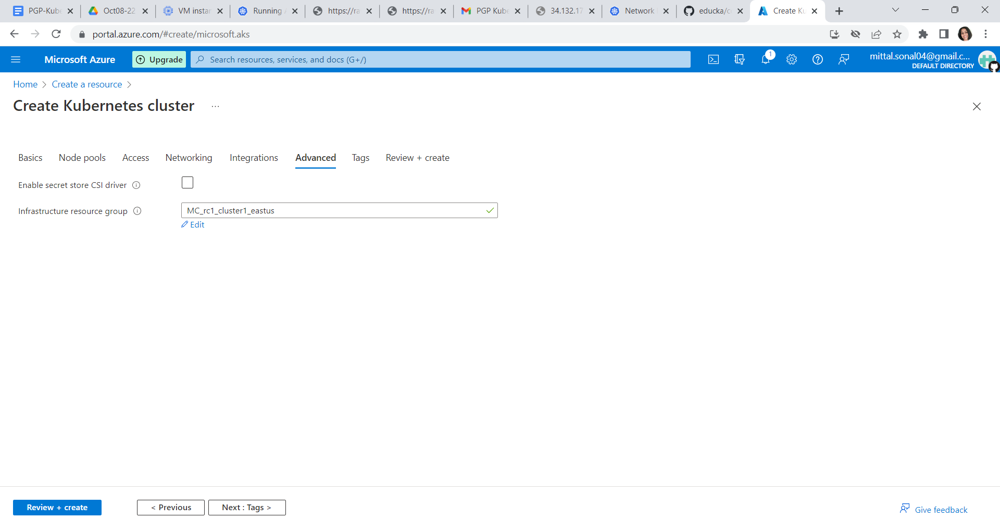 PGP-Kube
Oct08-22
VM instan
Running A
https://ra
https://ra
PGP Kube
34.132.17
Network
educka/co
Create Ku
portal.azure.com/#create/microsoft.aks
Microsoft Azure
Upgrade
Search resources, services, and docs (G+/)
1
mittal.sonal04@gmail.c...
DEFAULT DIRECTORY
Home > Create a resource >
Create Kubernetes cluster ...
Basics Node pools Access Networking Integrations Advanced Tags Review + create
Enable secret store CSI driver
Infrastructure resource group
MC_rc1_cluster1_eastus
Edit
Review + create
< Previous
Next : Tags >
Give feedback